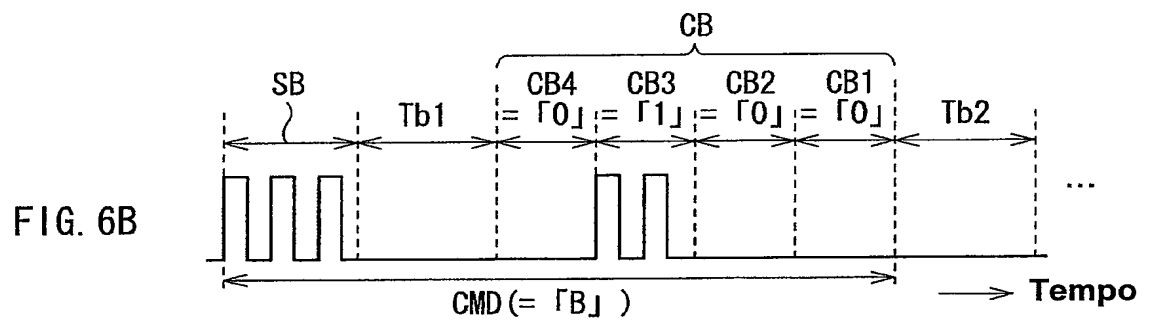 CB
SB
CB4 CB3 CB2 CB1
Tb1 =「0」 =「1」 =「0」 =「0」 Tb2
...
FIG. 6B
CMD(=「B」)
Tempo